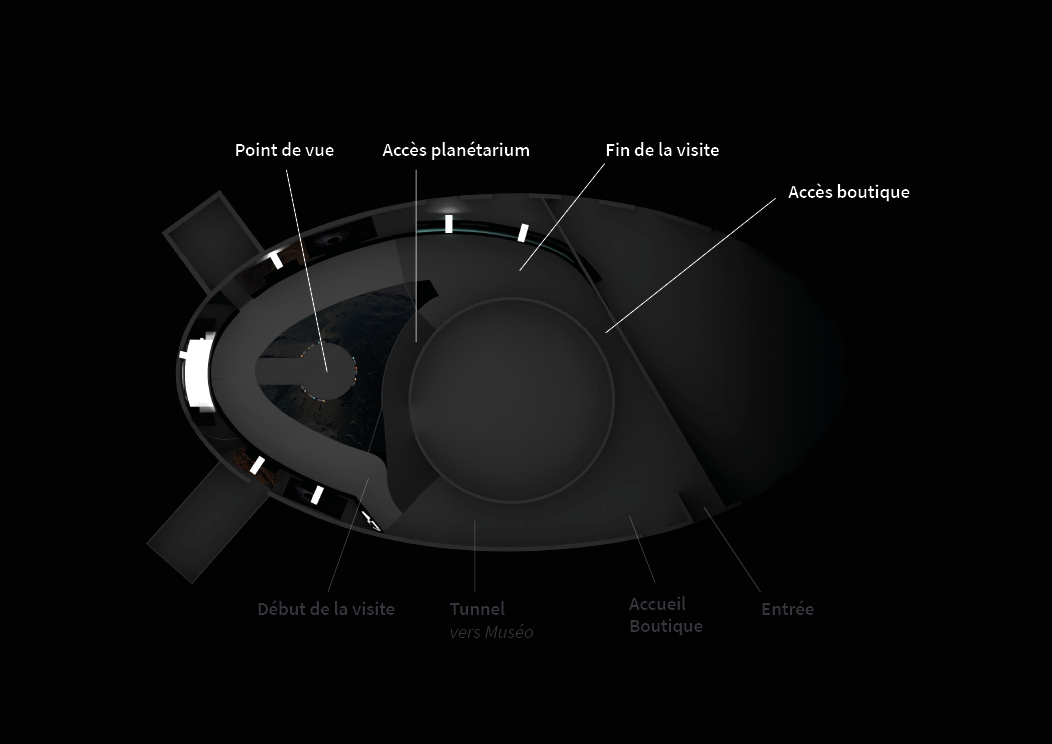 Point de vue
Accès planétarium
Fin de la visite
Accès boutique
Début de la visite
Tunnel
vers Muséo
Accueil
Boutique
Entrée